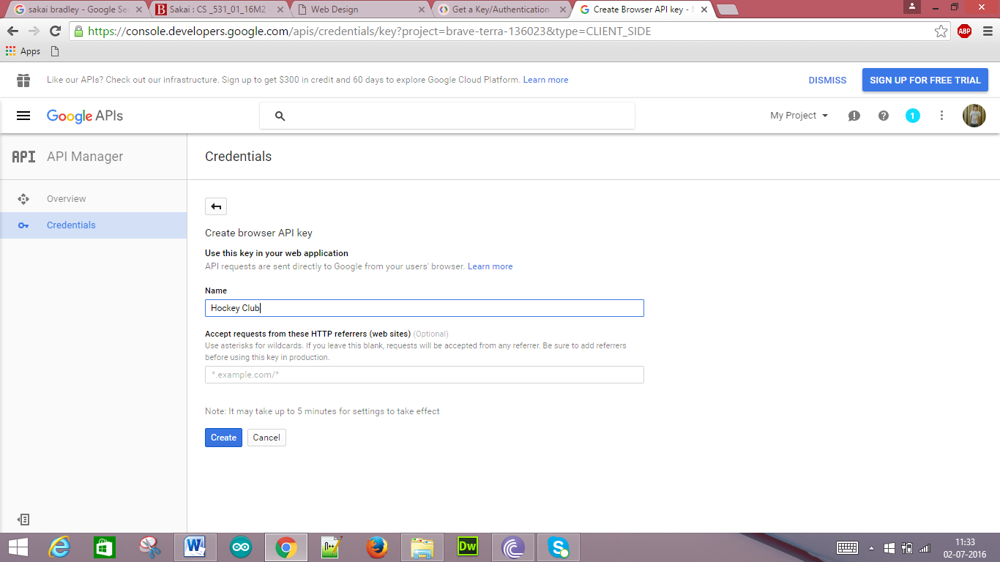 sakai bradley - Google Se
Sakai : CS _531_01_16M2
Web Design
Get a Key/Authentication
Create Browser API key -
https://console.developers.google.com/apis/credentials/key?project=brave-terra-136023&type=CLIENT_SIDE
ABP
Apps
Like our APIs? Check out our infrastructure. Sign up to get $300 in credit and 60 days to explore Google Cloud Platform. Learn more
DISMISS
SIGN UP FOR FREE TRIAL
Google APIs
My Project
1
API API Manager
Credentials
Overview
Credentials
Create browser API key
Use this key in your web application
API requests are sent directly to Google from your users' browser. Learn more
Name
Hockey Club
Accept requests from these HTTP referrers (web sites) (Optional)
Use asterisks for wildcards. If you leave this blank, requests will be accepted from any referrer. Be sure to add referrers
before using this key in production.
*.example.com/*
Note: It may take up to 5 minutes for settings to take effect
Create
Cancel
Dw
11:33
02-07-2016